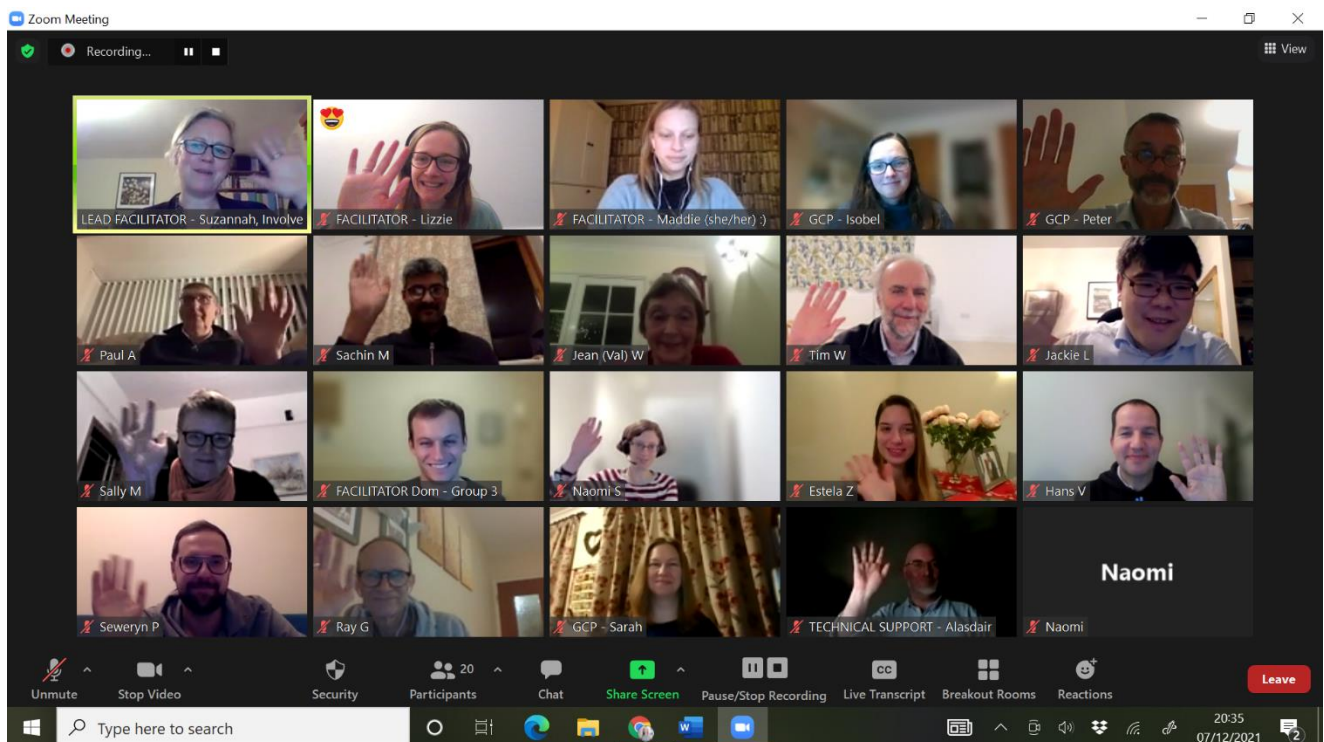 Zoom Meeting
Recording...
View
LEAD FACILITATOR - Suzannah, Involve
FACILITATOR - Lizzie
FACILITATOR - Maddie (she/her) :)
GCP - Isobel
GCP - Peter
Paul A
Sachin M
Jean (Val) W
Tim W
Jackie L
Sally M
FACILITATOR Dom - Group 3
Naomi S
Estela Z
Hans V
Seweryn P
Ray G
GCP - Sarah
TECHNICAL SUPPORT - Alasdair
Naomi
Naomi
Unmute
Stop Video
Security
20
Participants
Chat
Share Screen
Pause/Stop Recording
CC
Live Transcript
Breakout Rooms
Reactions
Leave
Type here to search
W
20:35
07/12/2021
2